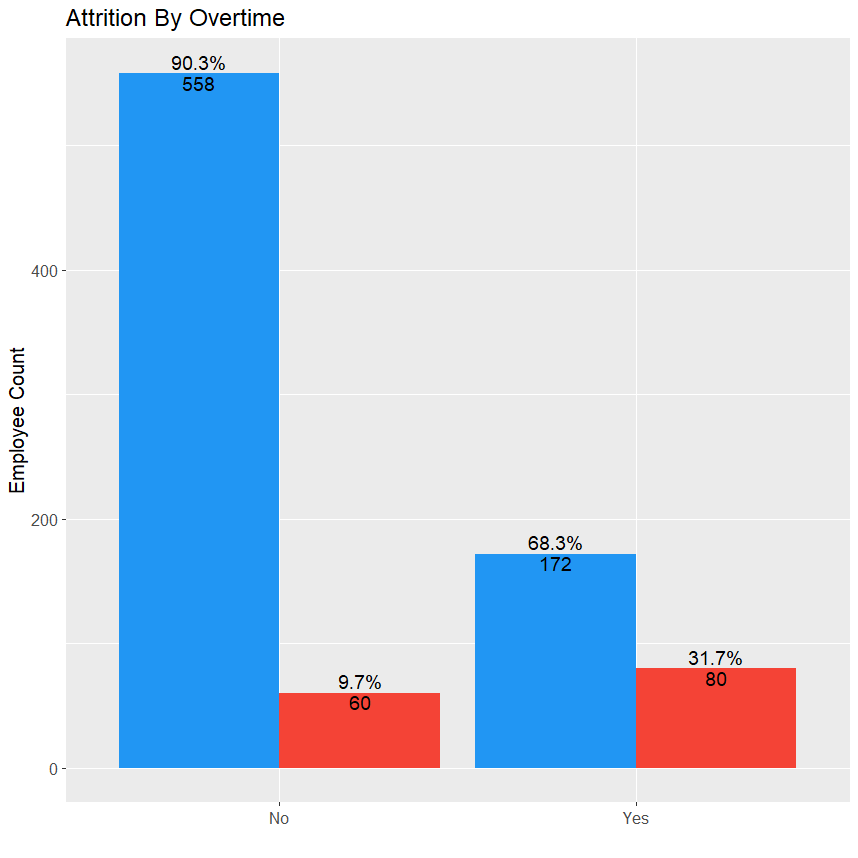 Attrition By Overtime
90.3%
558
400
Employee Count
68.3%
200
172
31.7%
9.7%
80
60
0
No
Yes